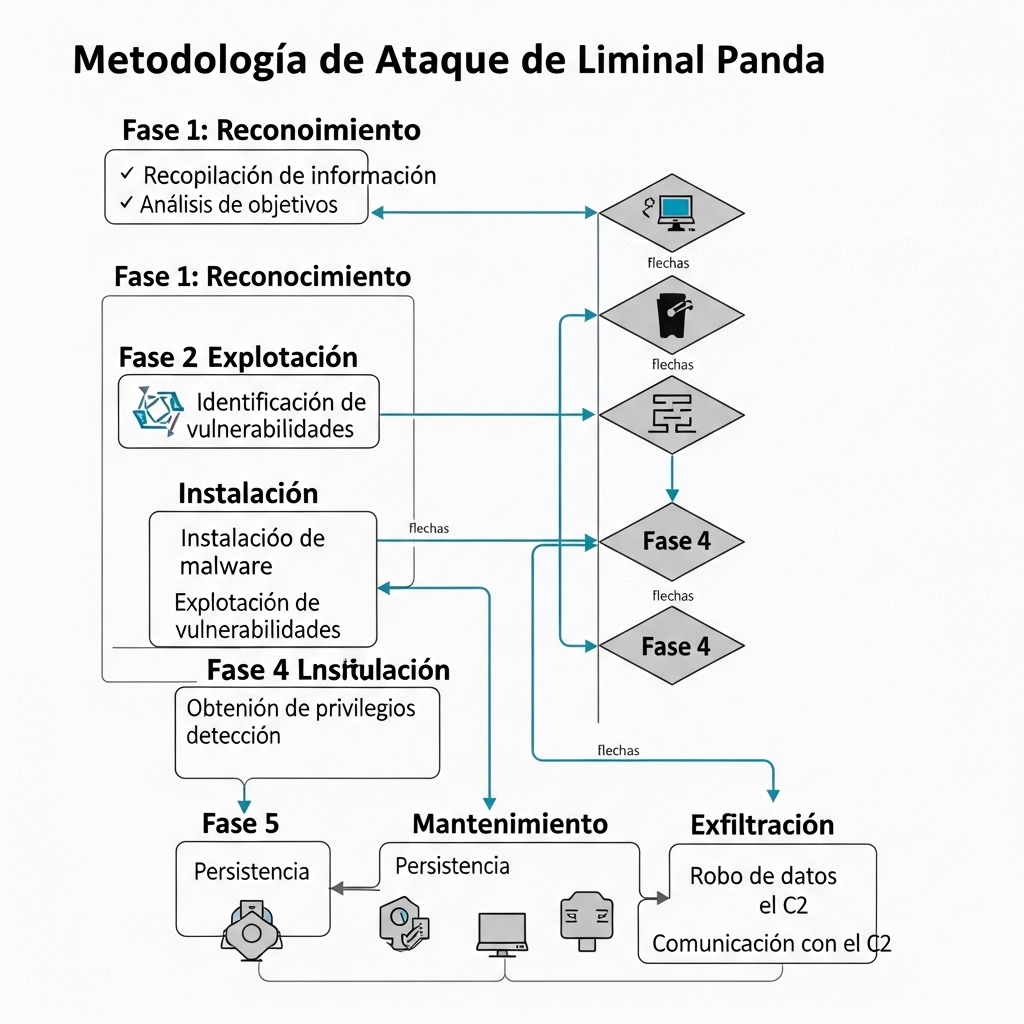 Metodología de Ataque de Liminal Panda
Fase 1: Reconoimiento
✓ Recopilación de información
✓ Análisis de objetivos
flechas
Fase 1: Reconocimiento
flechas
Fase 2 Explotación
Identificación de
vulnerabilidades
Instalación
flechas
Instalacióo de
malware
Explotación de
vulnerabilidades
Fase 4
flechas
Fase 4
Fase 4
Obtenión de privilegios
detección
flechas
Fase 5
Persistencia
Mantenimiento
Persistencia
Exfiltración
Robo de datos
el C2
Comunicación con el C2